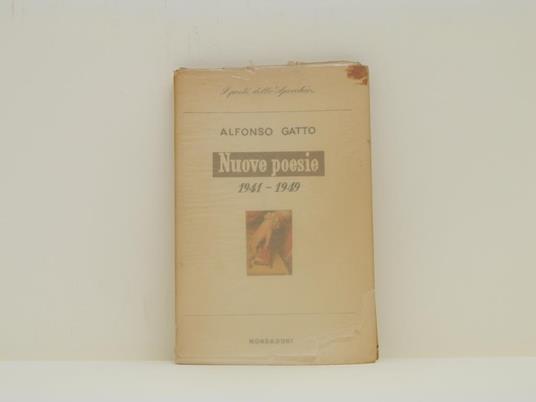 I poeti dello "Specchio"
ALFONSO GATTO
Nuove poesie
1941 - 1949
MONDADORI